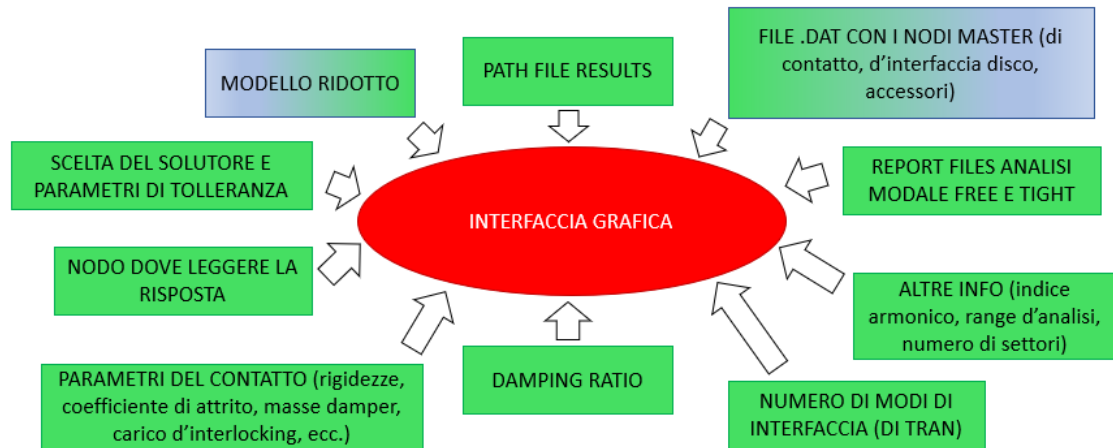 MODELLO RIDOTTO
PATH FILE RESULTS
FILE .DAT CON I NODI MASTER (di
contatto, d’interfaccia disco,
accessori)
SCELTA DEL SOLUTORE E
PARAMETRI DI TOLLERANZA
REPORT FILES ANALISI
MODALE FREE E TIGHT
INTERFACCIA GRAFICA
NODO DOVE LEGGERE LA
RISPOSTA
ALTRE INFO (indice
armonico, range d’analisi,
numero di settori)
PARAMETRI DEL CONTATTO (rigidezze,
coefficiente di attrito, masse damper,
carico d’interlocking, ecc.)
DAMPING RATIO
NUMERO DI MODI DI
INTERFACCIA (DI TRAN)